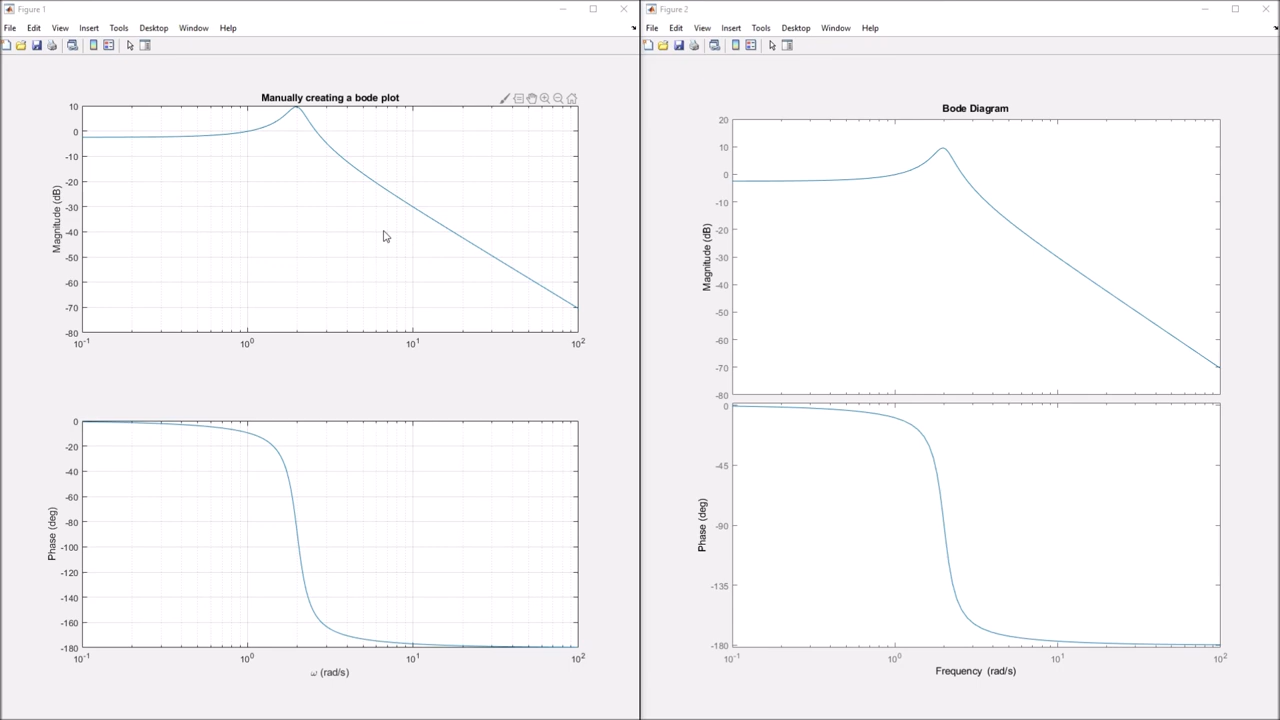 Figure 1
File Edit View Insert Tools Desktop Window Help
Manually creating a bode plot
Magnitude (dB)
10
0
-10
-20
-30
-40
-50
-60
-70
-80
10-1 100 101 102
Phase (deg)
0
-20
-40
-60
-80
-100
-120
-140
-160
-180
10-1 100 101 102
ω (rad/s)
Figure 2
File Edit View Insert Tools Desktop Window Help
Bode Diagram
Magnitude (dB)
20
10
0
-10
-20
-30
-40
-50
-60
-70
-80
Phase (deg)
0
-45
-90
-135
-180
10-1 100 101 102
Frequency (rad/s)